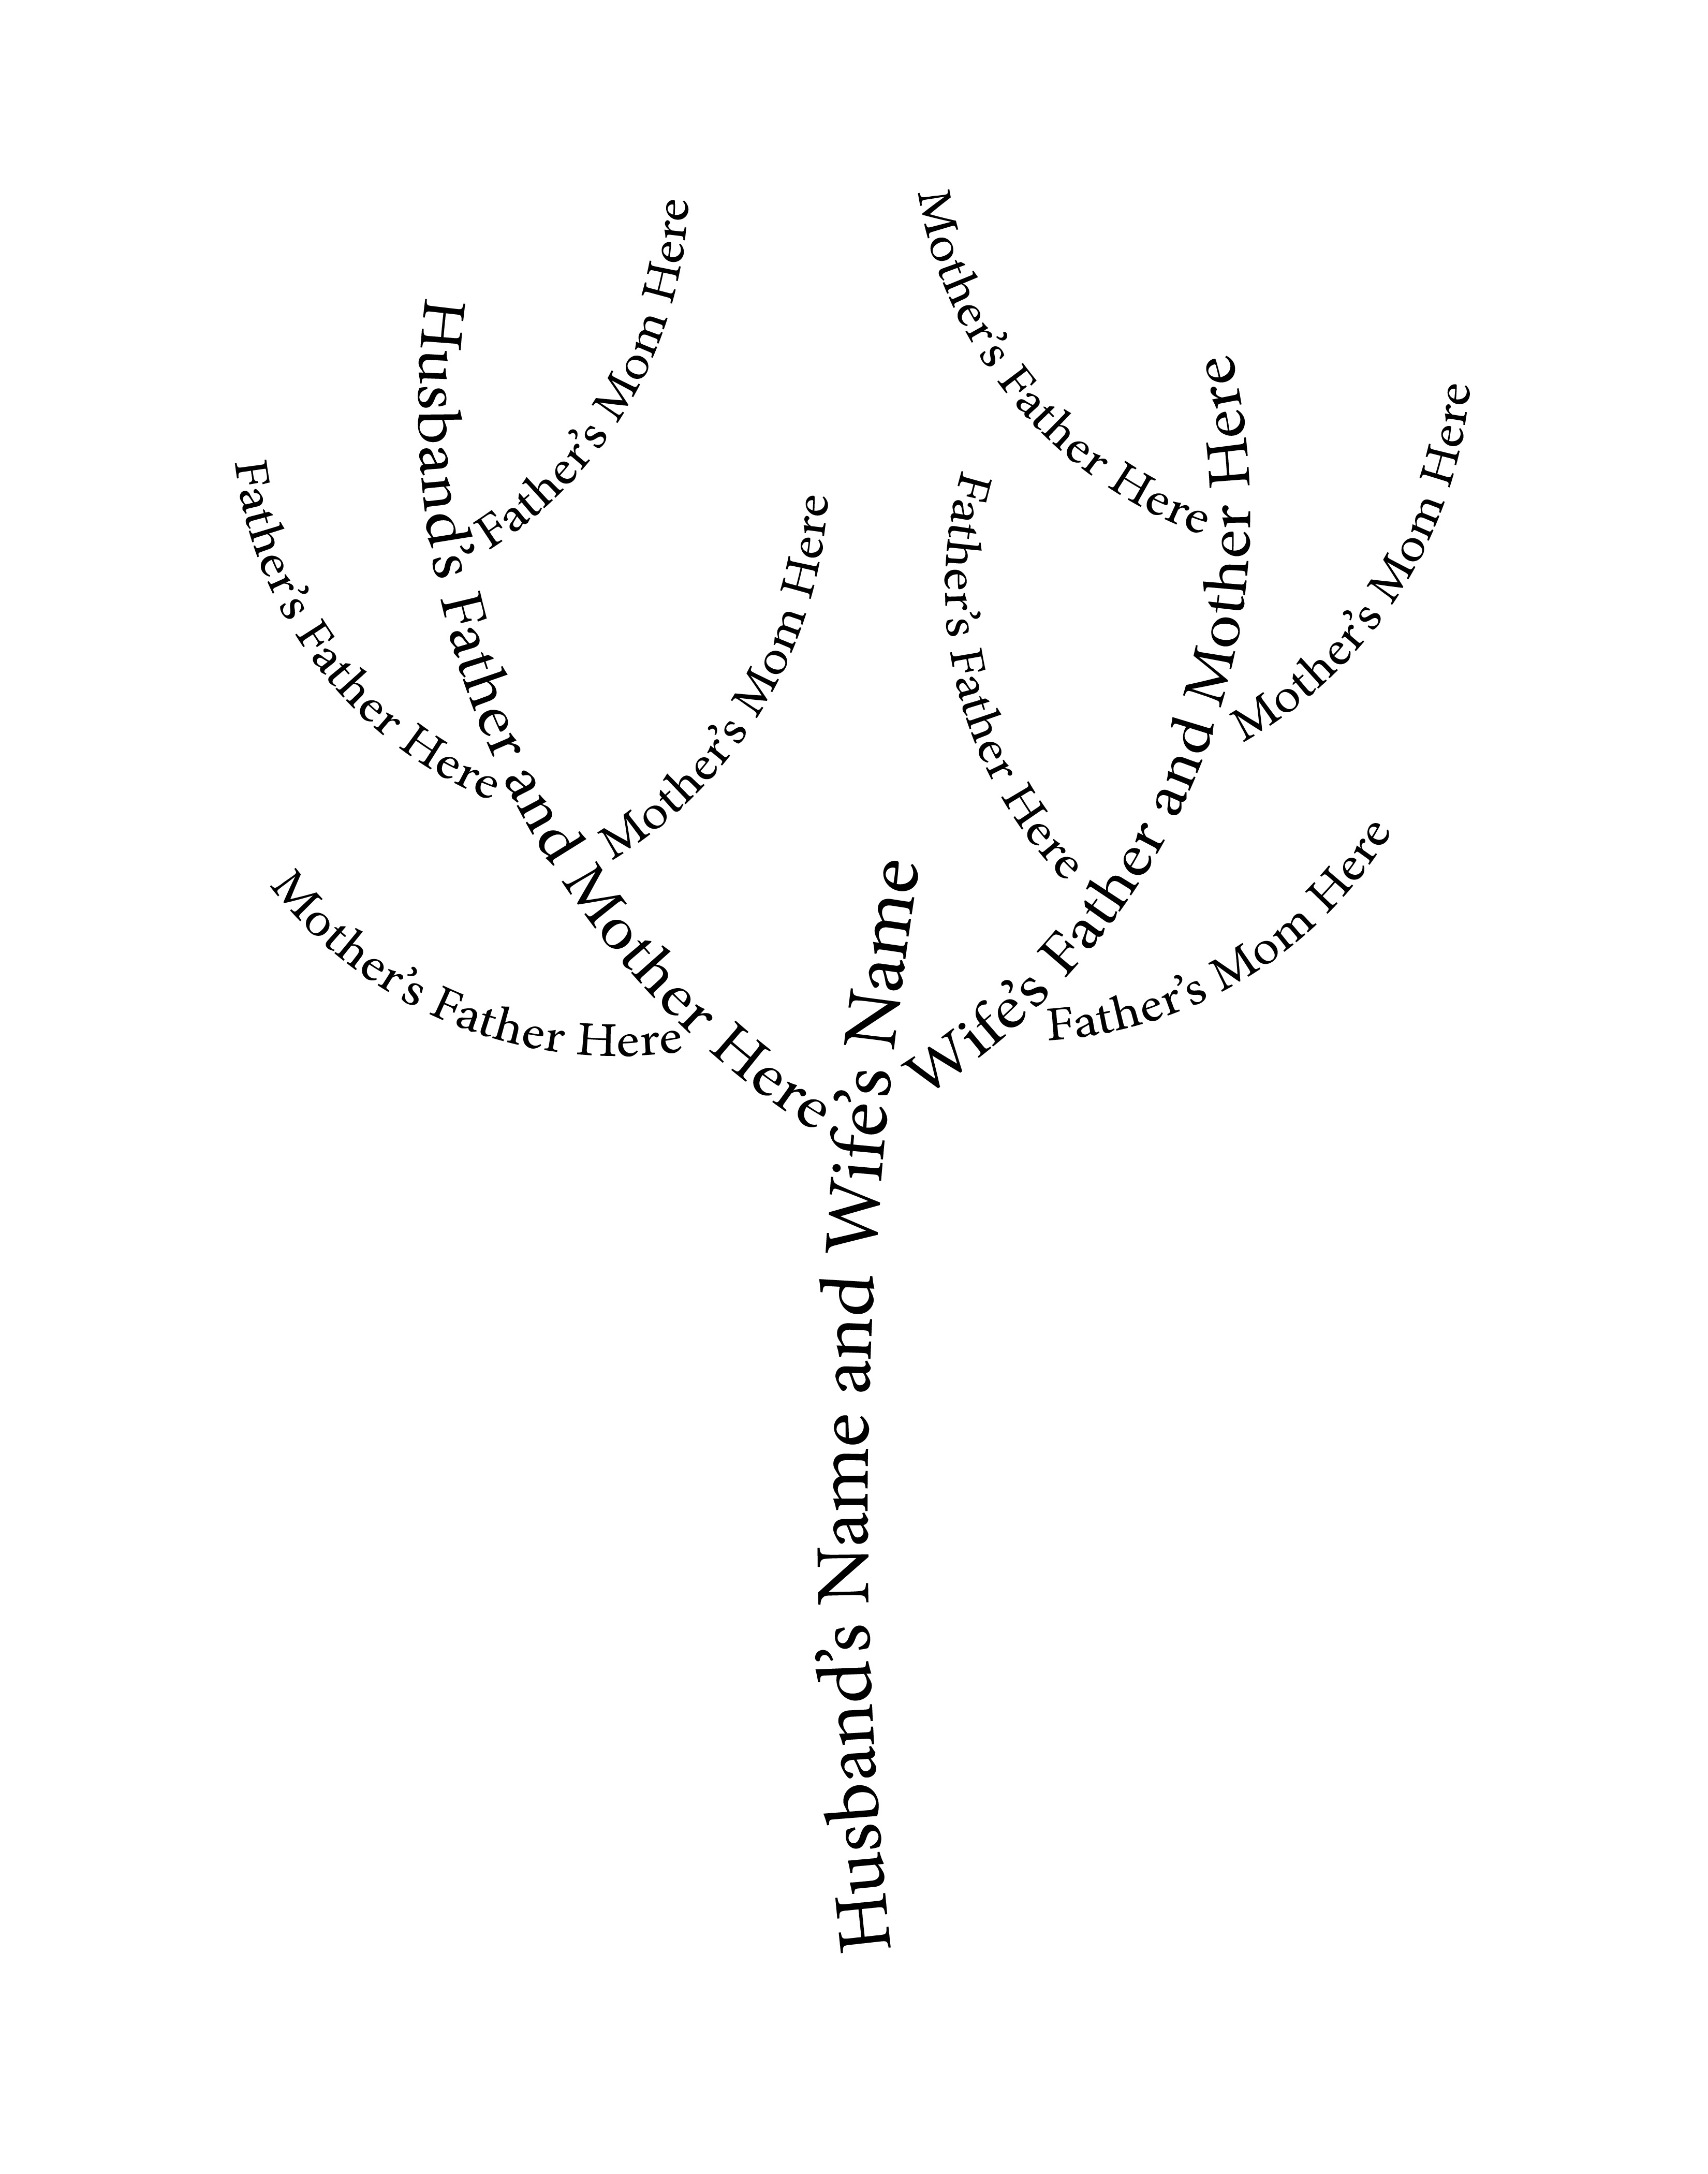 Father's Mom Here
Mother's Father Here
Husband's Father and Mother Here
Wife's Father and Mother Here
Mother's Mom Here
Father's Father Here
Father's Father Here
Mother's Mom Here
Father's Mom Here
Mother's Father Here
Husband's Name and Wife's Name